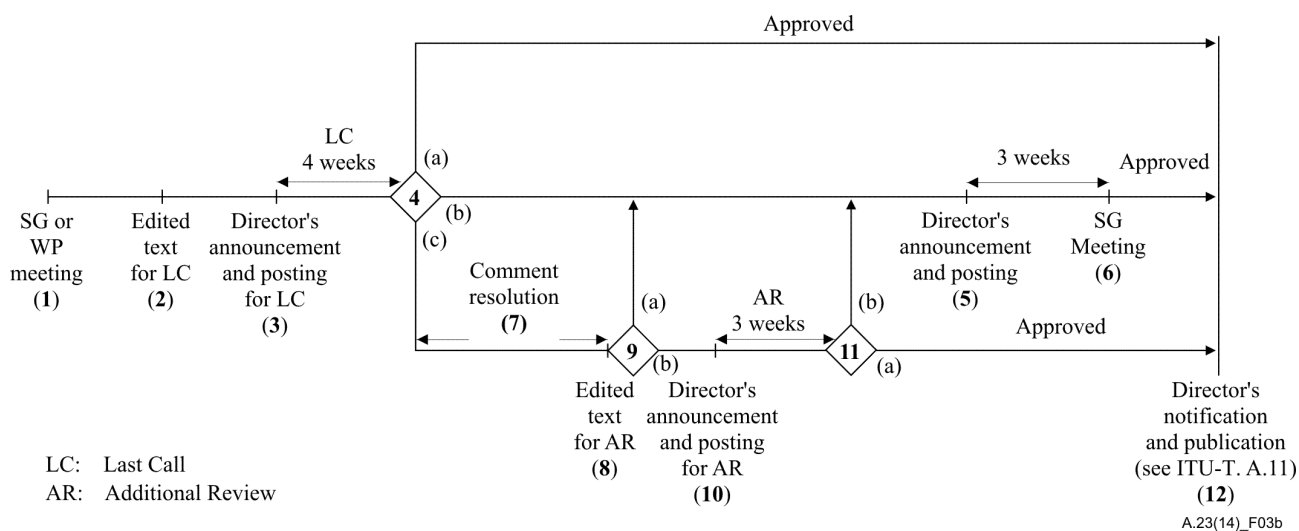 Approved
LC
4 weeks
(a)
3 weeks
Approved
4
(b)
(c)
SG or
WP
meeting
(1)
Edited
text
for LC
(2)
Director's
announcement
and posting
for LC
(3)
Director's
announcement
and posting
(5)
SG
Meeting
(6)
Comment
resolution
(7)
(a)
AR
3 weeks
(b)
Approved
9
(b)
11
(a)
Edited
text
for AR
(8)
Director's
announcement
and posting
for AR
(10)
Director's
notification
and publication
(see ITU-T. A.11)
(12)
LC: Last Call
AR: Additional Review
A.23(14)_F03b